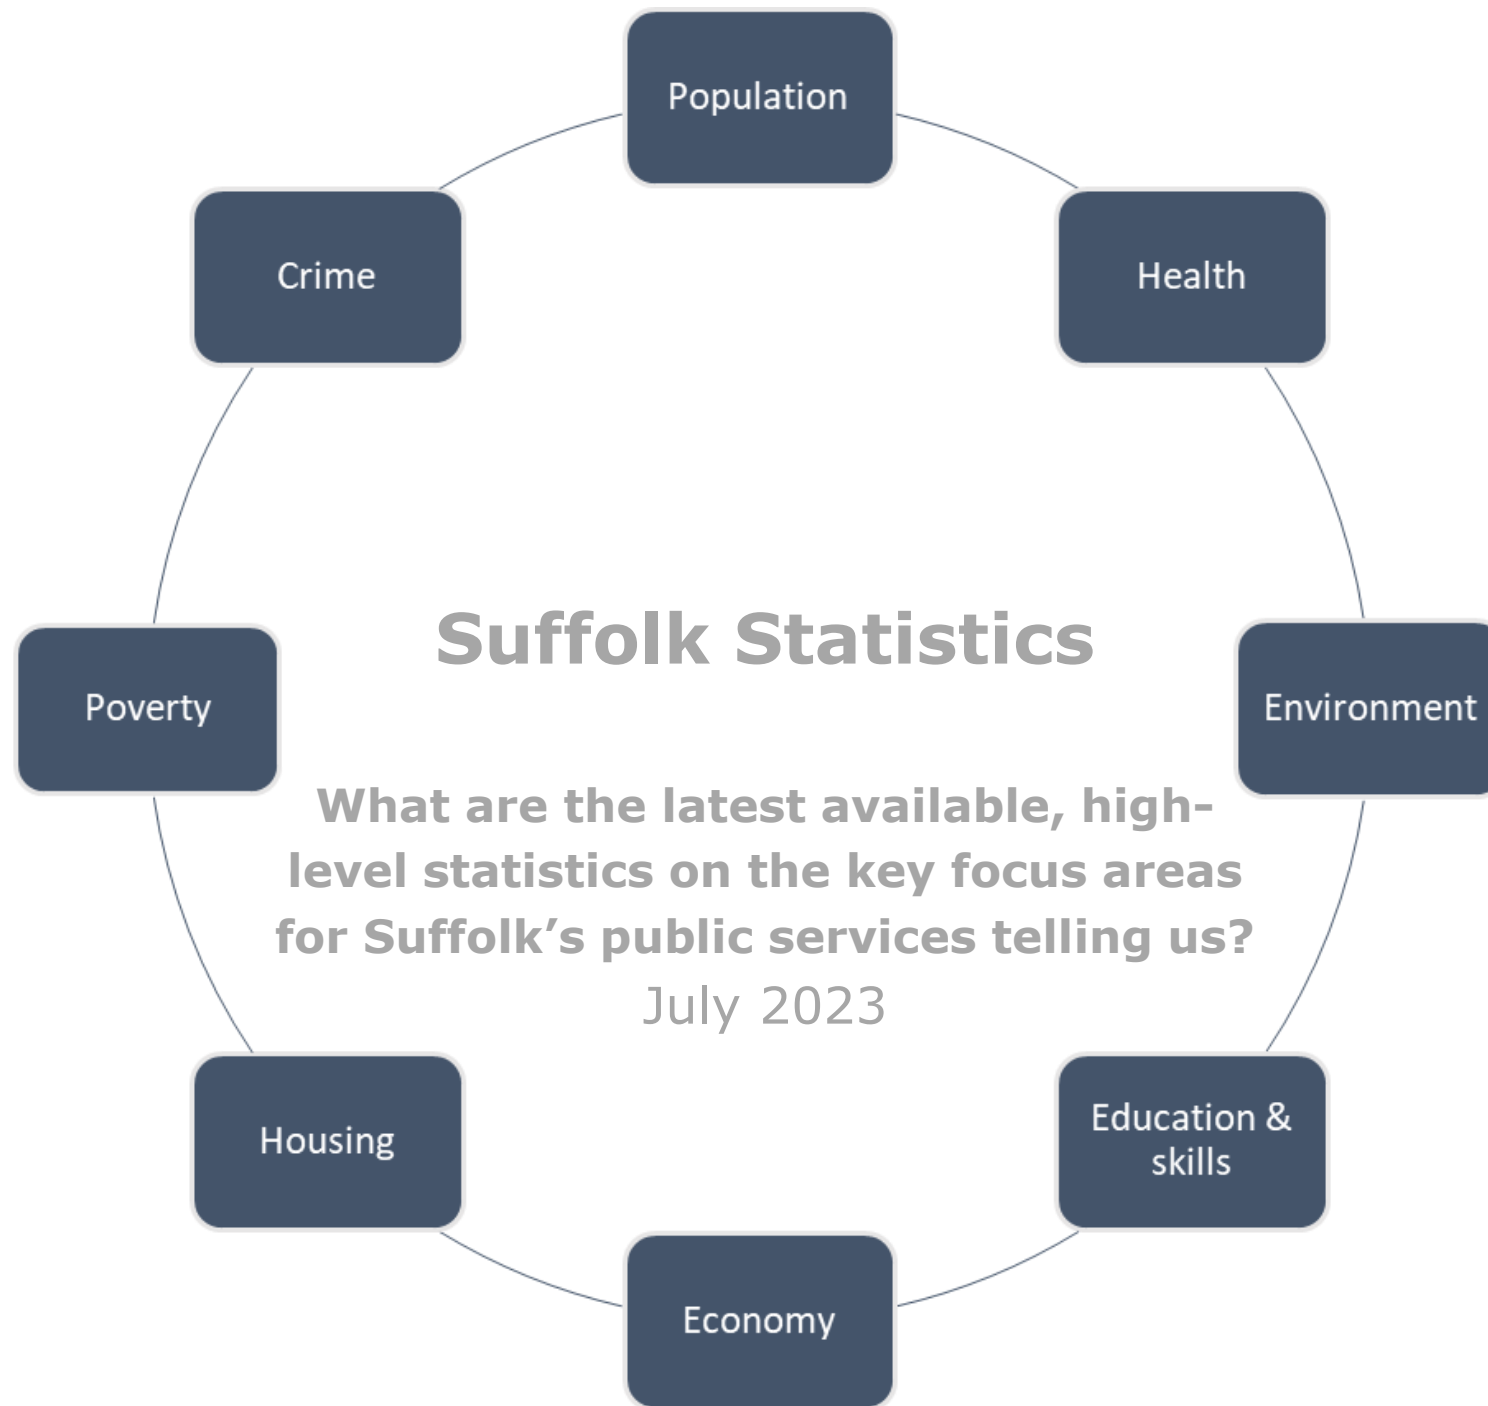 Population
Crime
Health
Suffolk Statistics
Poverty
Environment
What are the latest available, high-
level statistics on the key focus areas
for Suffolk’s public services telling us?
July 2023
Housing
Education &
skills
Economy